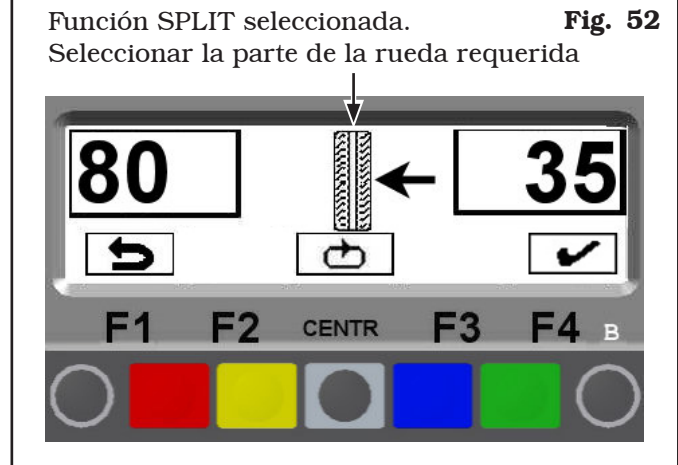 Función SPLIT seleccionada. Fig. 52
Seleccionar la parte de la rueda requerida
80 35
F1 F2 CENTR F3 F4 B